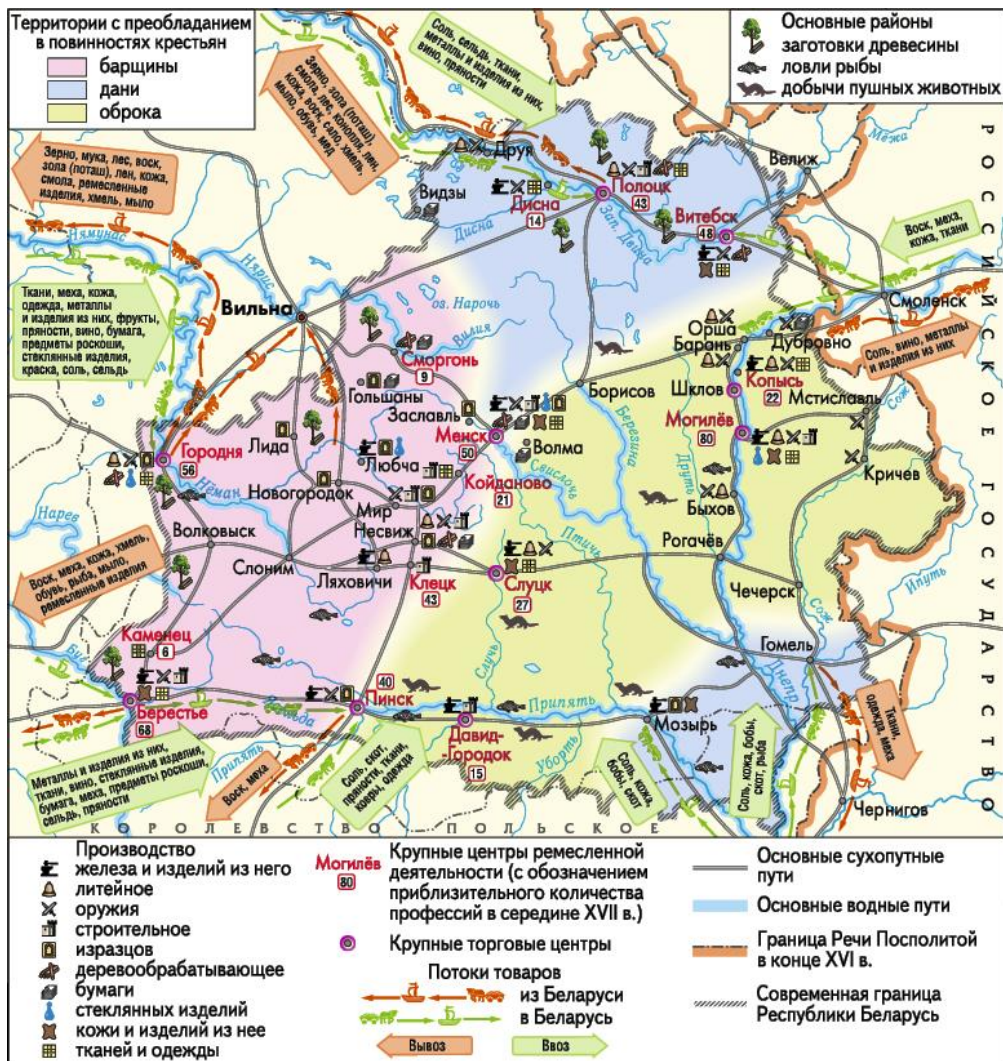 Территории с преобладанием
в повинностях крестьян
барщины
дани
оброка
Основные районы
заготовки древесины
ловли рыбы
добычи пушных животных
Зерно, зола (поташ),
смола, лес, конопля, лен,
кожа, воск, сало, хмель,
мыло, обувь, мед
Соль, сельдь, ткани,
металлы и изделия из них,
вино, пряности
Зерно, мука, лес, воск,
зола (поташ), лен, кожа,
смола, ремесленные
изделия, хмель, мыло
Ткани, меха, кожа,
одежда, металлы
и изделия из них, фрукты,
пряности, вино, бумага,
предметы роскоши,
стеклянные изделия,
краска, соль, сельдь
Воск, меха,
кожа, ткани
Соль, вино, металлы
и изделия из них
Воск, меха, кожа, хмель,
обувь, рыба, мыло,
ремесленные изделия
Металлы и изделия из них,
ткани, вино, стеклянные изделия,
бумага, меха, предметы роскоши,
сельдь, пряности
Воск, меха
Соль, скот,
пряности, ткани,
ковры, одежда
Соль, кожа,
бобы, скот
Соль, кожа, бобы,
скот, рыба
Ткани,
одежда, меха
РОССИЙСКОЕ ГОСУДАРСТВО
КОРОЛЕВСТВО ПОЛЬСКОЕ
Друя
Видзы
Дисна
14
Полоцк
43
Витебск
48
Велиж
Межа
Дисна
Зап. Двина
Нямунас
Нярис
Вильна
оз. Нарочь
Вилия
Смоленск
Орша
Барань
Дубровно
Сморгонь
9
Гольшаны
Заславль
Борисов
Шклов
Копысь
22
Мстиславль
Сож
Могилёв
80
Кричев
Менск
50
Волма
Березина
Друть
Свислочь
Городня
56
Лида
Любча
Койданово
21
Неман
Новогородок
Мир
Несвиж
Быхов
Нарев
Волковыск
Слоним
Ляховичи
Клецк
43
Слуцк
27
Птичь
Рогачёв
Чечерск
Сож
Ипуть
Каменец
6
Гомель
Буг
Берестье
68
Пинск
40
Случь
Припять
Днепр
Давид-
Городок
15
Мозырь
Уборть
Припять
Чернигов
Производство
железа и изделий из него
литейное
оружия
строительное
изразцов
деревообрабатывающее
бумаги
стеклянных изделий
кожи и изделий из нее
тканей и одежды
Могилёв
80
Крупные центры ремесленной
деятельности (с обозначением
приблизительного количества
профессий в середине XVII в.)
Крупные торговые центры
Потоки товаров
из Беларуси
в Беларусь
Вывоз
Ввоз
Основные сухопутные
пути
Основные водные пути
Граница Речи Посполитой
в конце XVI в.
Современная граница
Республики Беларусь